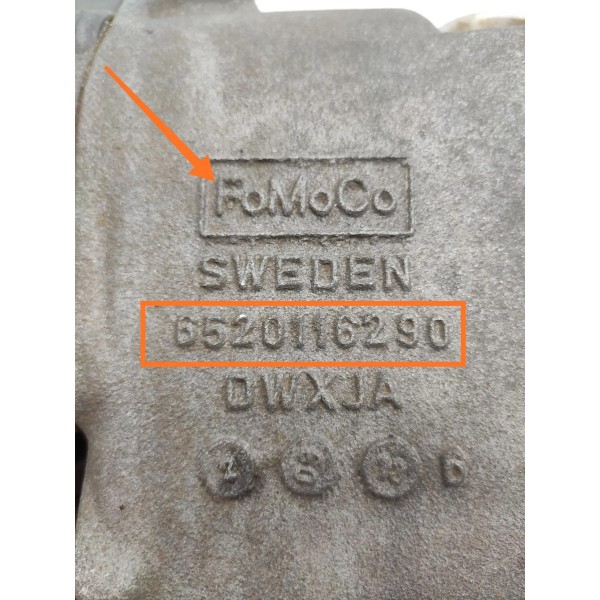 FoMoCo
SWEDEN
6520116290
DWXJA
D